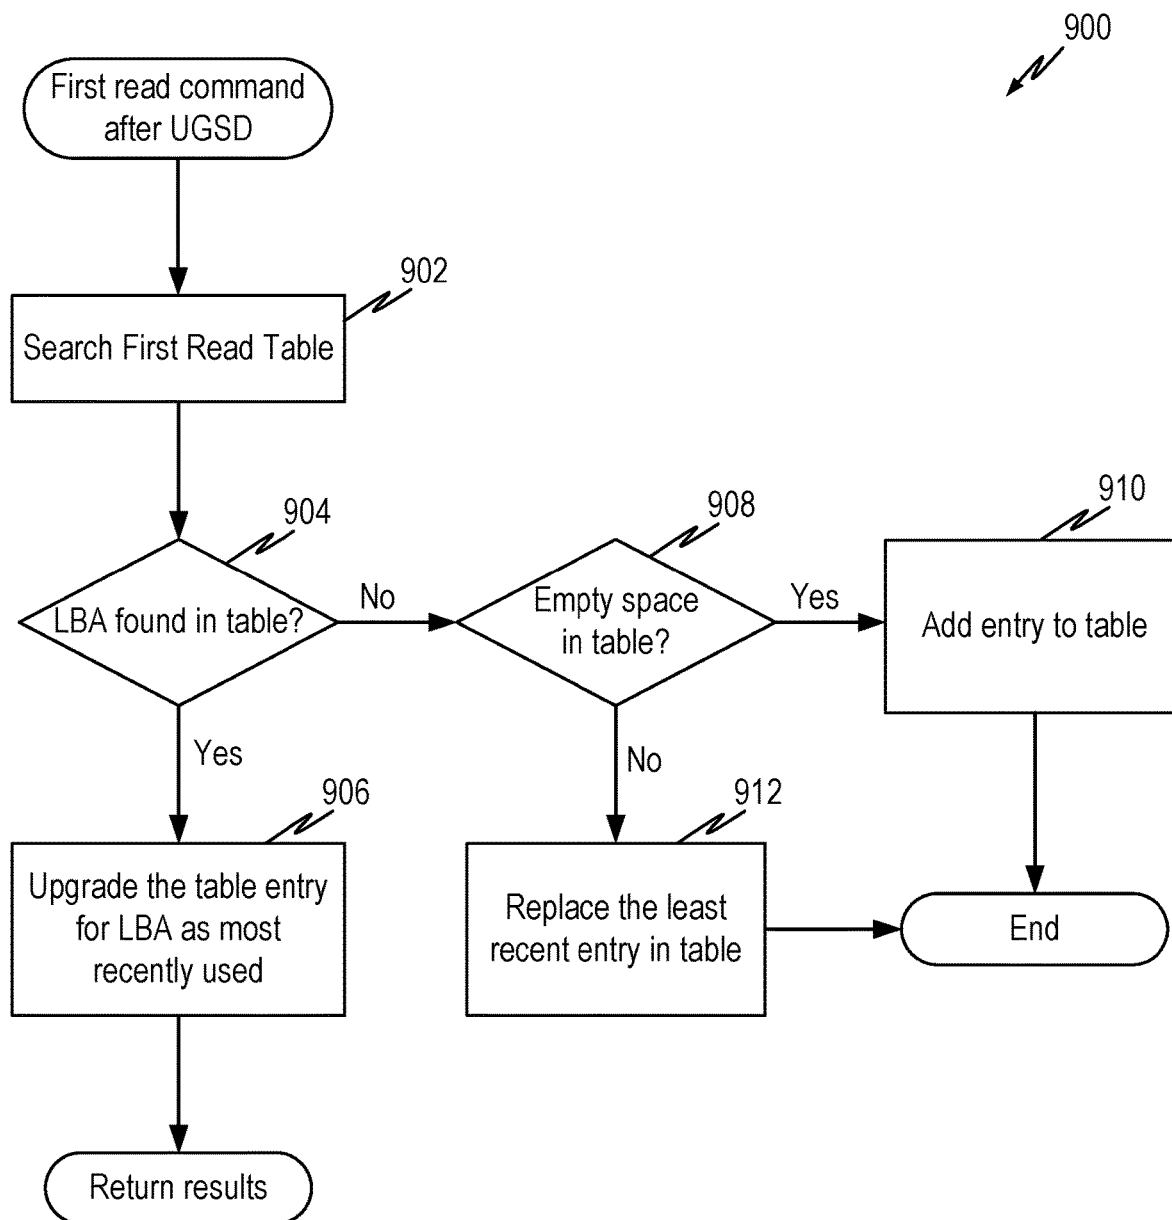 900
First read command
after UGSD
902
Search First Read Table
904
LBA found in table?
No
908
Empty space
in table?
Yes
910
Add entry to table
Yes
No
906
Upgrade the table entry
for LBA as most
recently used
912
Replace the least
recent entry in table
End
Return results